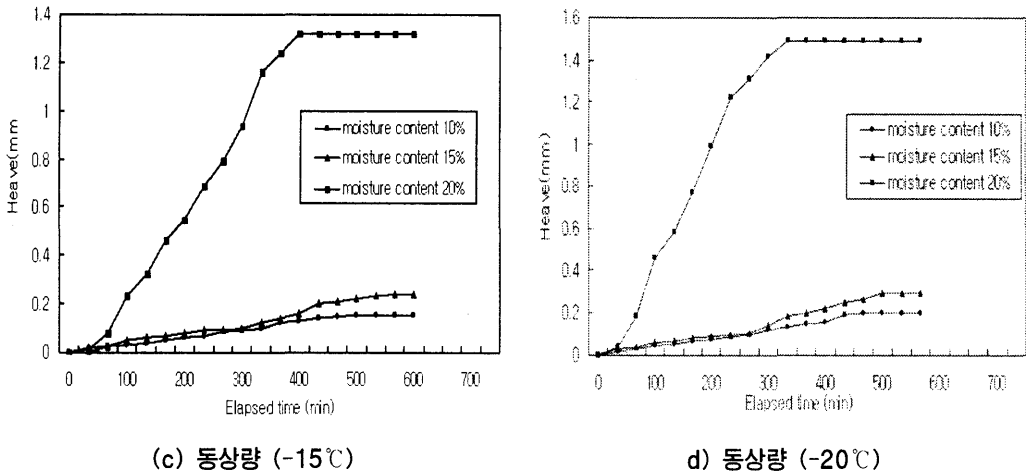 1.4
1.2
1
0.8
0.6
0.4
0.2
0
Heave(mm)
moisture content 10%
moisture content 15%
moisture content 20%
0 100 200 300 400 500 600 700
Elapsed time (min)
(c) 동상량 (-15℃)
1.6
1.4
1.2
1
0.8
0.6
0.4
0.2
0
Heave(mm)
moisture content 10%
moisture content 15%
moisture content 20%
0 100 200 300 400 500 600 700
Elapsed time (min)
d) 동상량 (-20℃)